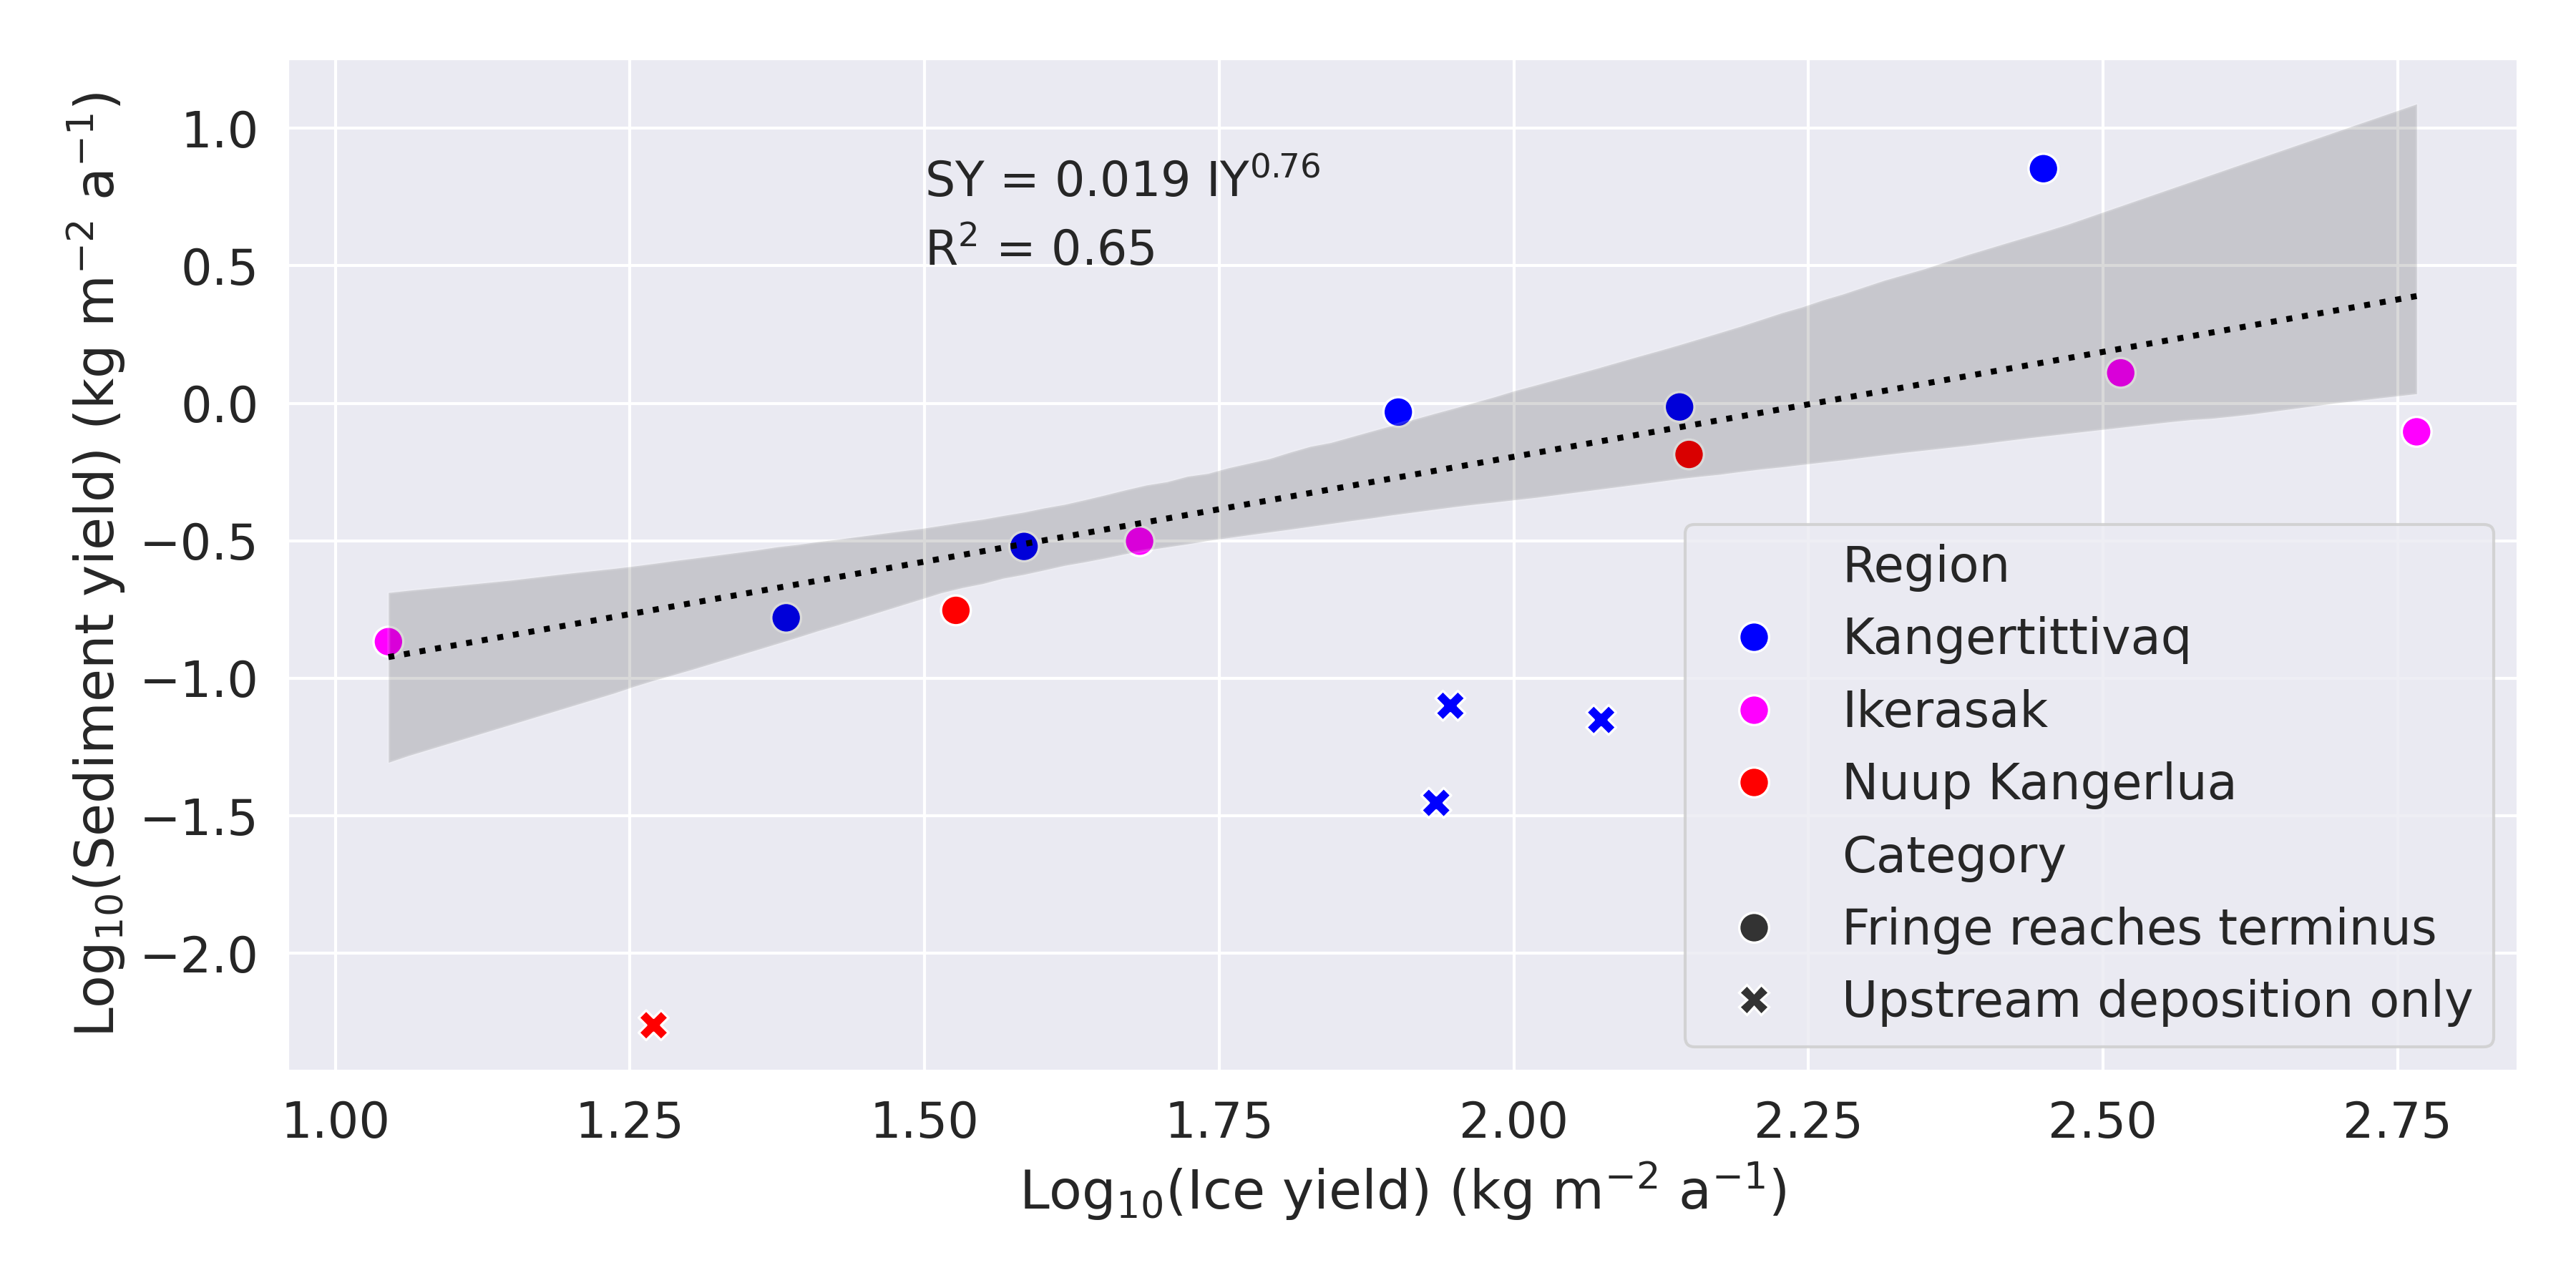 SY = 0.019 IY^0.76
R² = 0.65
Log₁₀(Sediment yield) (kg m⁻² a⁻¹)
1.0
0.5
0.0
−0.5
−1.0
−1.5
−2.0
Region
Kangertittivaq
Ikerasak
Nuup Kangerlua
Category
Fringe reaches terminus
Upstream deposition only
1.00 1.25 1.50 1.75 2.00 2.25 2.50 2.75
Log₁₀(Ice yield) (kg m⁻² a⁻¹)